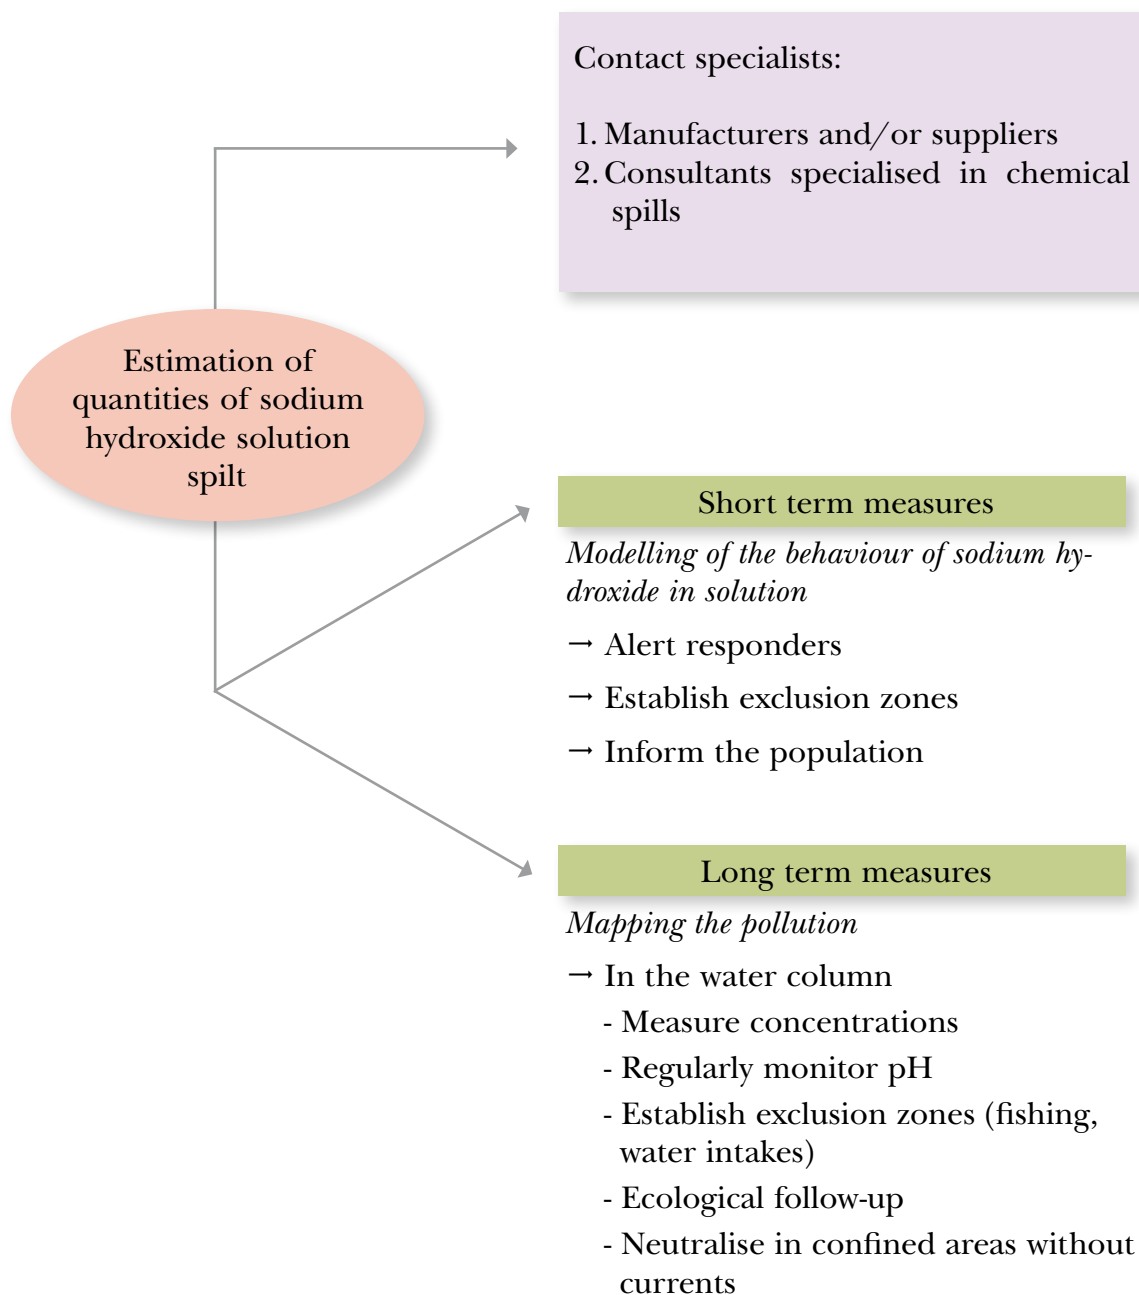 Contact specialists:
1. Manufacturers and/or suppliers
2. Consultants specialised in chemical
spills
Estimation of
quantities of sodium
hydroxide solution
spilt
Short term measures
Modelling of the behaviour of sodium hy-
droxide in solution
→ Alert responders
→ Establish exclusion zones
→ Inform the population
Long term measures
Mapping the pollution
→ In the water column
- Measure concentrations
- Regularly monitor pH
- Establish exclusion zones (fishing,
water intakes)
- Ecological follow-up
- Neutralise in confined areas without
currents